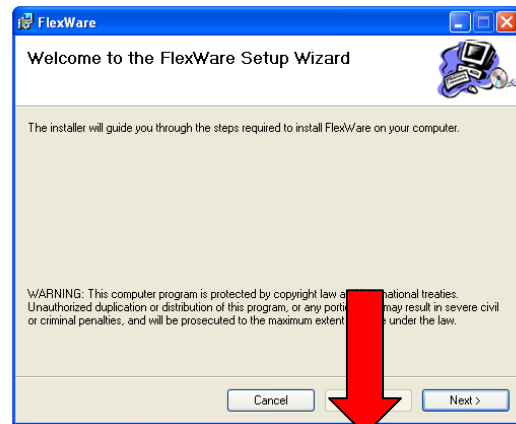 FlexWare
Welcome to the FlexWare Setup Wizard
The installer will guide you through the steps required to install FlexWare on your computer.
WARNING: This computer program is protected by copyright law national treaties.
Unauthorized duplication or distribution of this program, or any may result in severe civil
or criminal penalties, and will be prosecuted to the maximum extent under the law.
Cancel
Next >